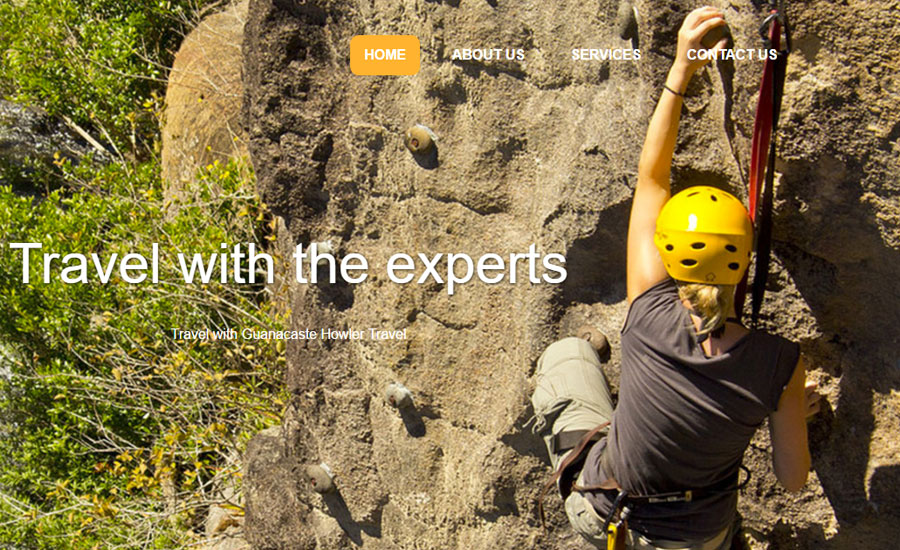 HOME ABOUT US SERVICES CONTACT US
Travel with the experts
Travel with Guanacaste Howler Travel